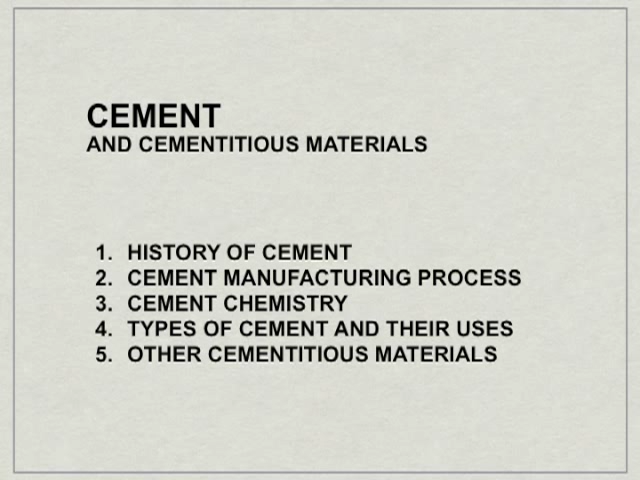 CEMENT
AND CEMENTITIOUS MATERIALS
1. HISTORY OF CEMENT
2. CEMENT MANUFACTURING PROCESS
3. CEMENT CHEMISTRY
4. TYPES OF CEMENT AND THEIR USES
5. OTHER CEMENTITIOUS MATERIALS